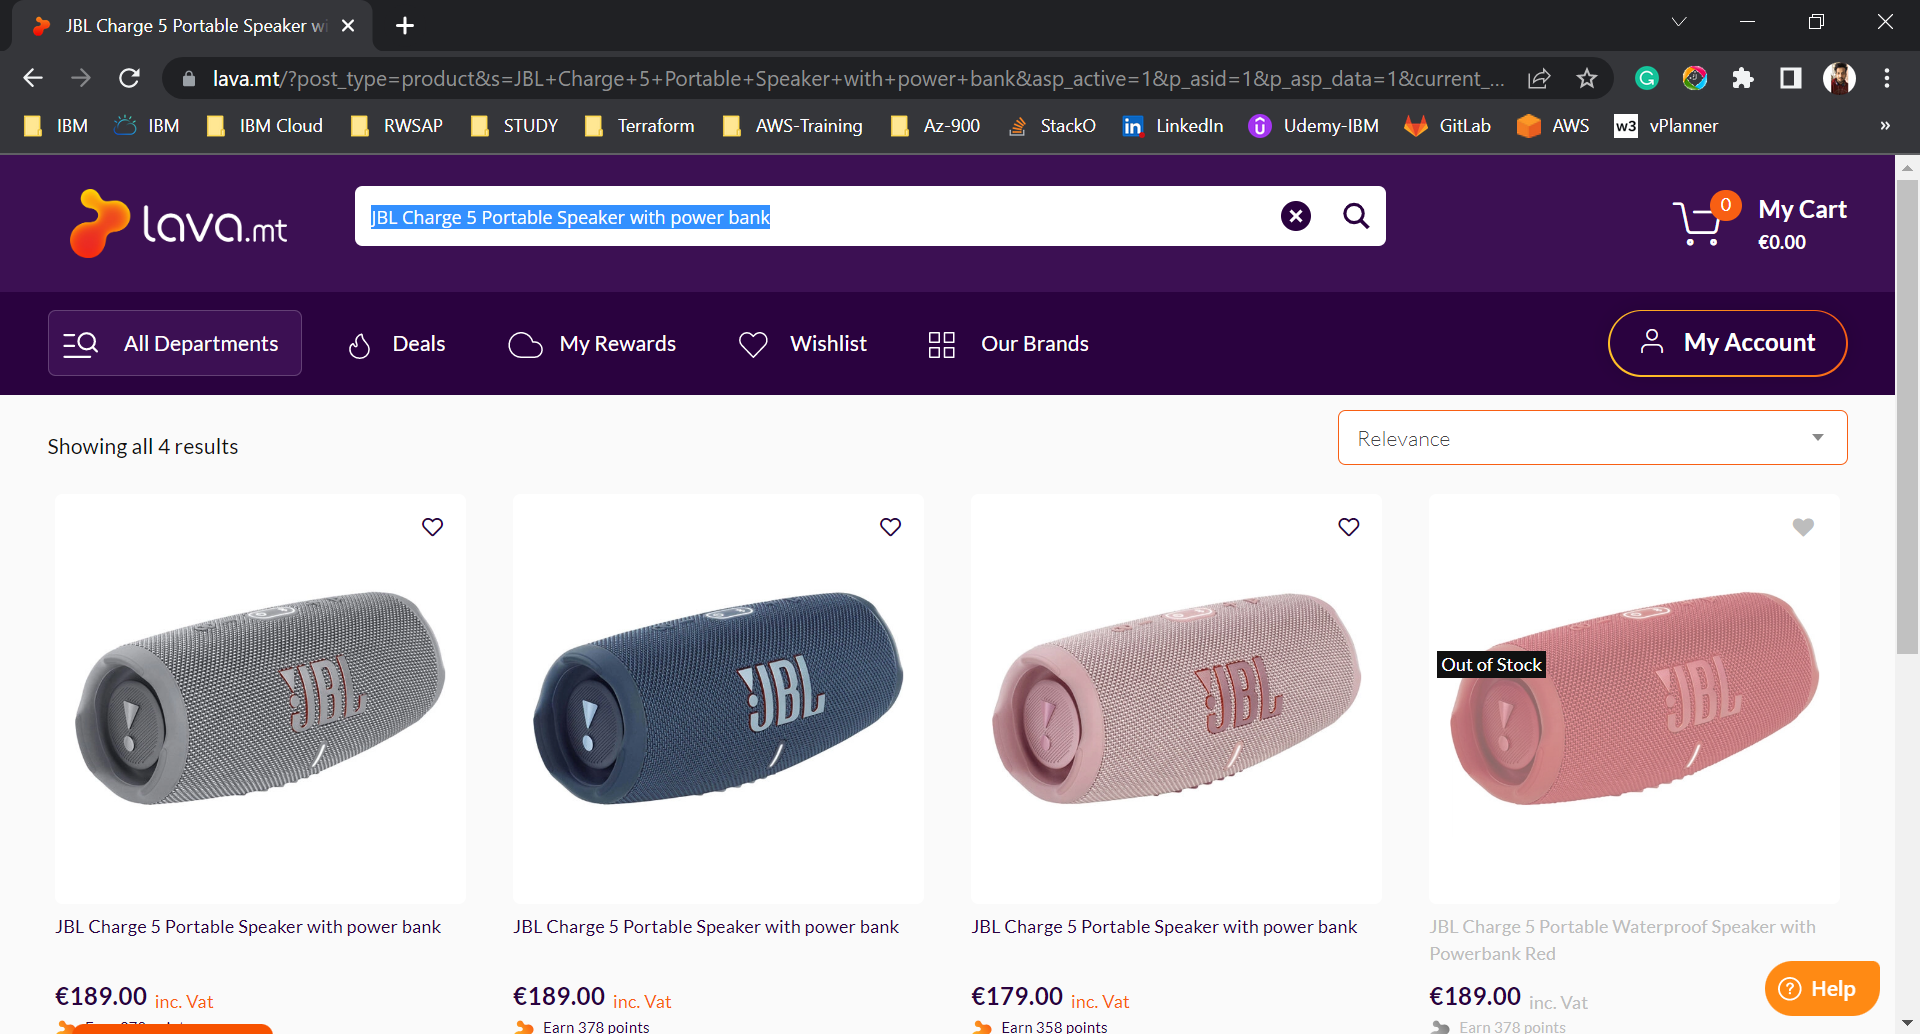 JBL Charge 5 Portable Speaker wi
lava.mt/?post_type=product&s=JBL+Charge+5+Portable+Speaker+with+power+bank&asp_active=1&p_asid=1&p_asp_data=1&current_...
IBM IBM IBM Cloud RWSAP STUDY Terraform AWS-Training Az-900 StackO LinkedIn Udemy-IBM GitLab AWS w3 vPlanner »
lava.mt
JBL Charge 5 Portable Speaker with power bank
0 My Cart
€0.00
All Departments Deals My Rewards Wishlist Our Brands My Account
Showing all 4 results
Relevance
JBL
JBL
JBL
JBL
Out of Stock
JBL Charge 5 Portable Speaker with power bank
€189.00 inc. Vat
JBL Charge 5 Portable Speaker with power bank
€189.00 inc. Vat
Earn 378 points
JBL Charge 5 Portable Speaker with power bank
€179.00 inc. Vat
Earn 358 points
JBL Charge 5 Portable Waterproof Speaker with
Powerbank Red
€189.00 inc. Vat
Earn 378 points
Help